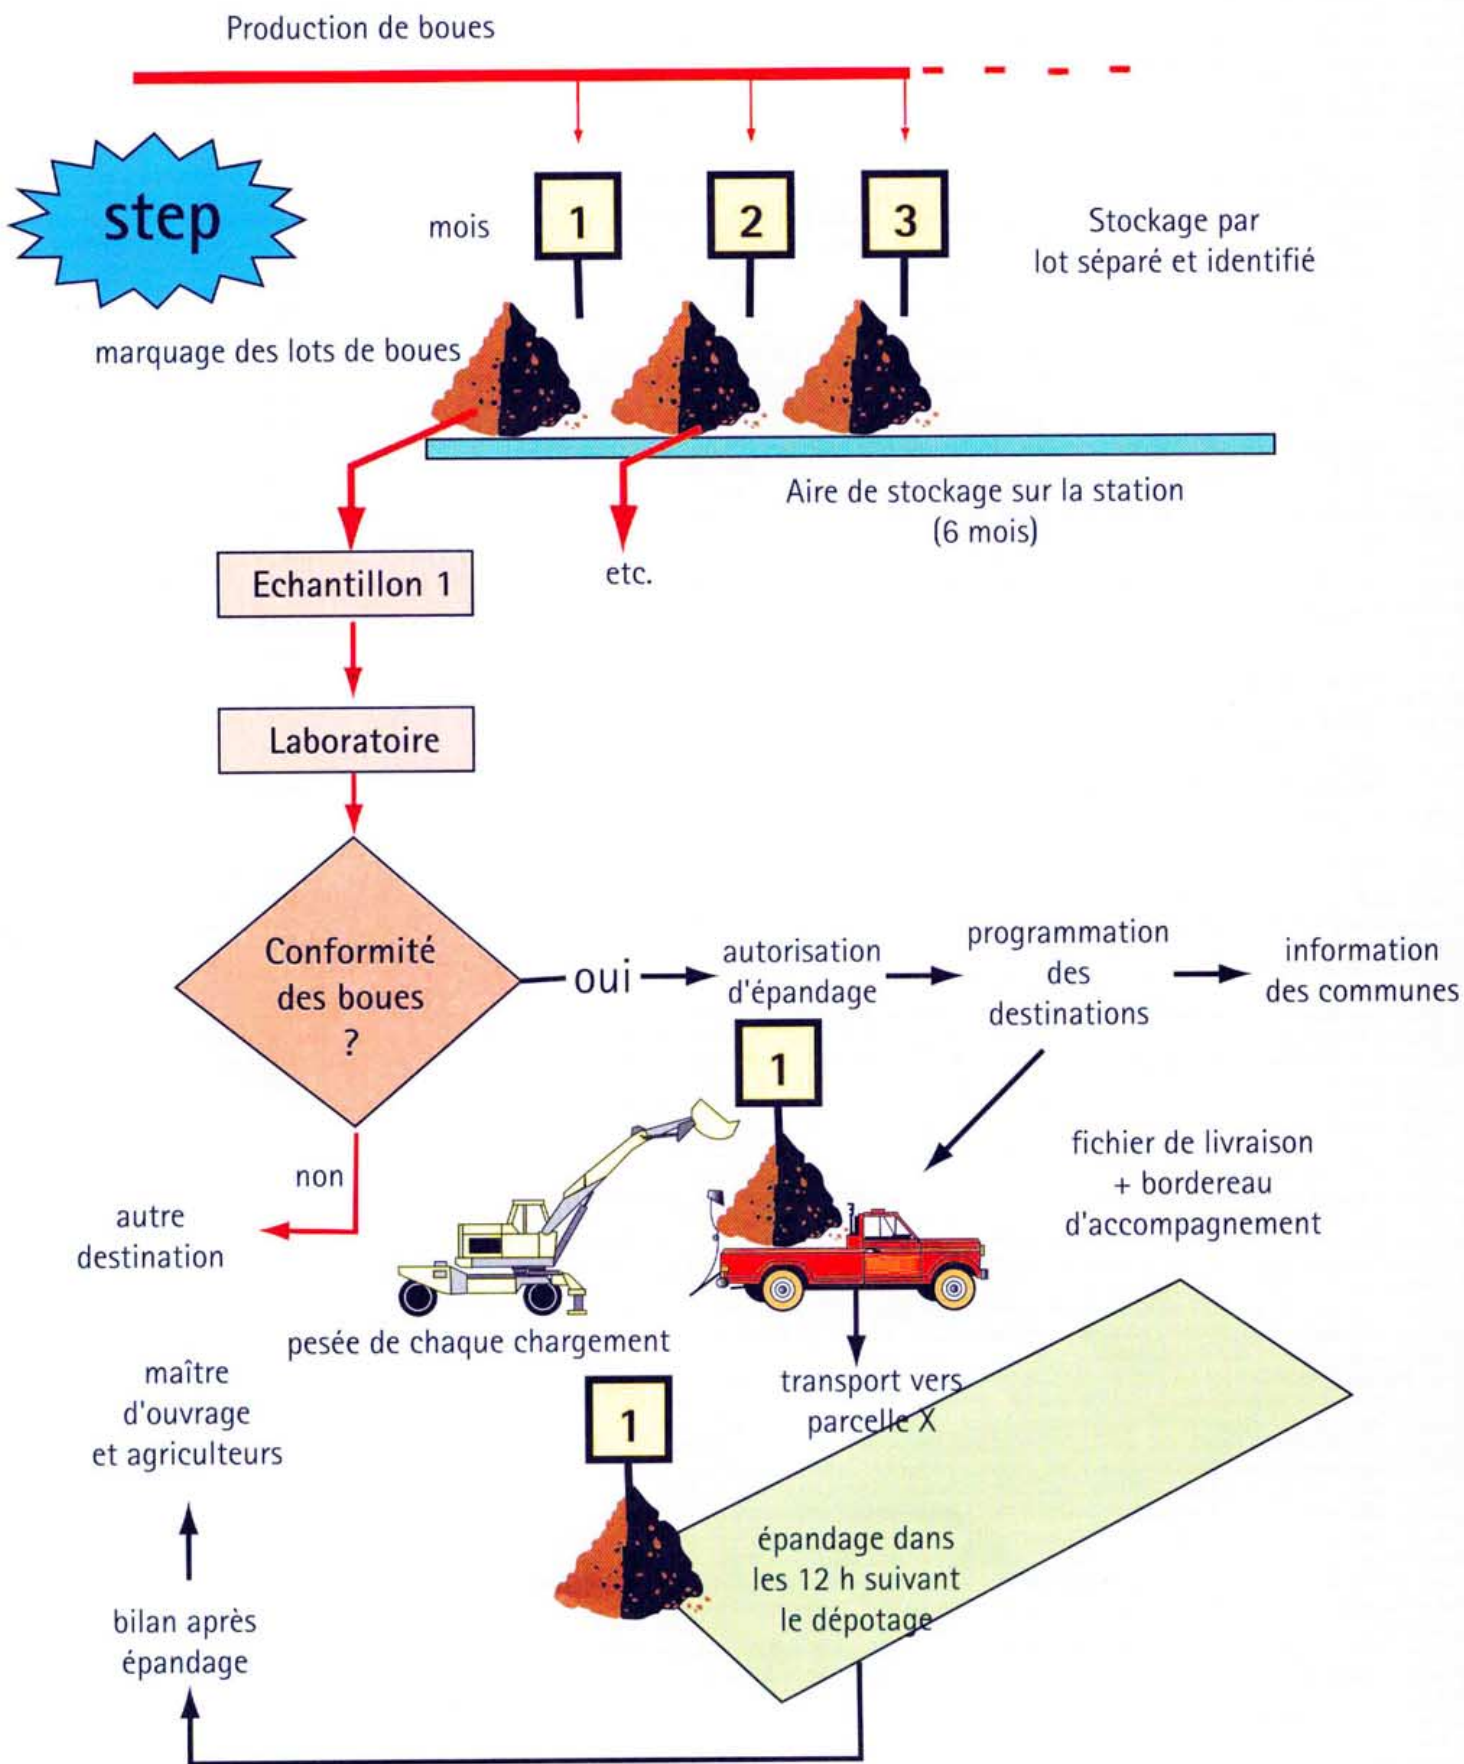 Production de boues
step
mois
1
2
3
Stockage par
lot séparé et identifié
marquage des lots de boues
Aire de stockage sur la station
(6 mois)
etc.
Echantillon 1
Laboratoire
Conformité
des boues
?
oui
autorisation
d'épandage
programmation
des
destinations
information
des communes
non
autre
destination
1
fichier de livraison
+ bordereau
d'accompagnement
pesée de chaque chargement
transport vers
parcelle X
maître
d'ouvrage
et agriculteurs
1
épandage dans
les 12 h suivant
le dépotage
bilan après
épandage